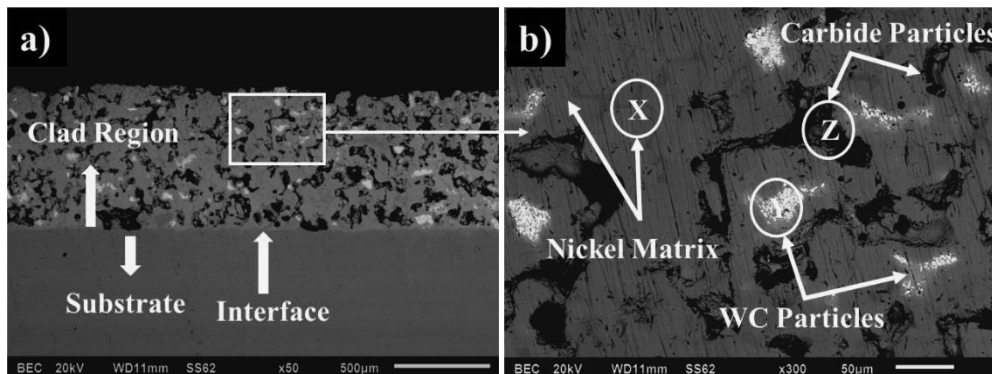 a)
Clad Region
Substrate
Interface
BEC 20kV WD11mm SS62 x50 500µm
b)
Carbide Particles
X
Z
Y
Nickel Matrix
WC Particles
BEC 20kV WD11mm SS62 x300 50µm